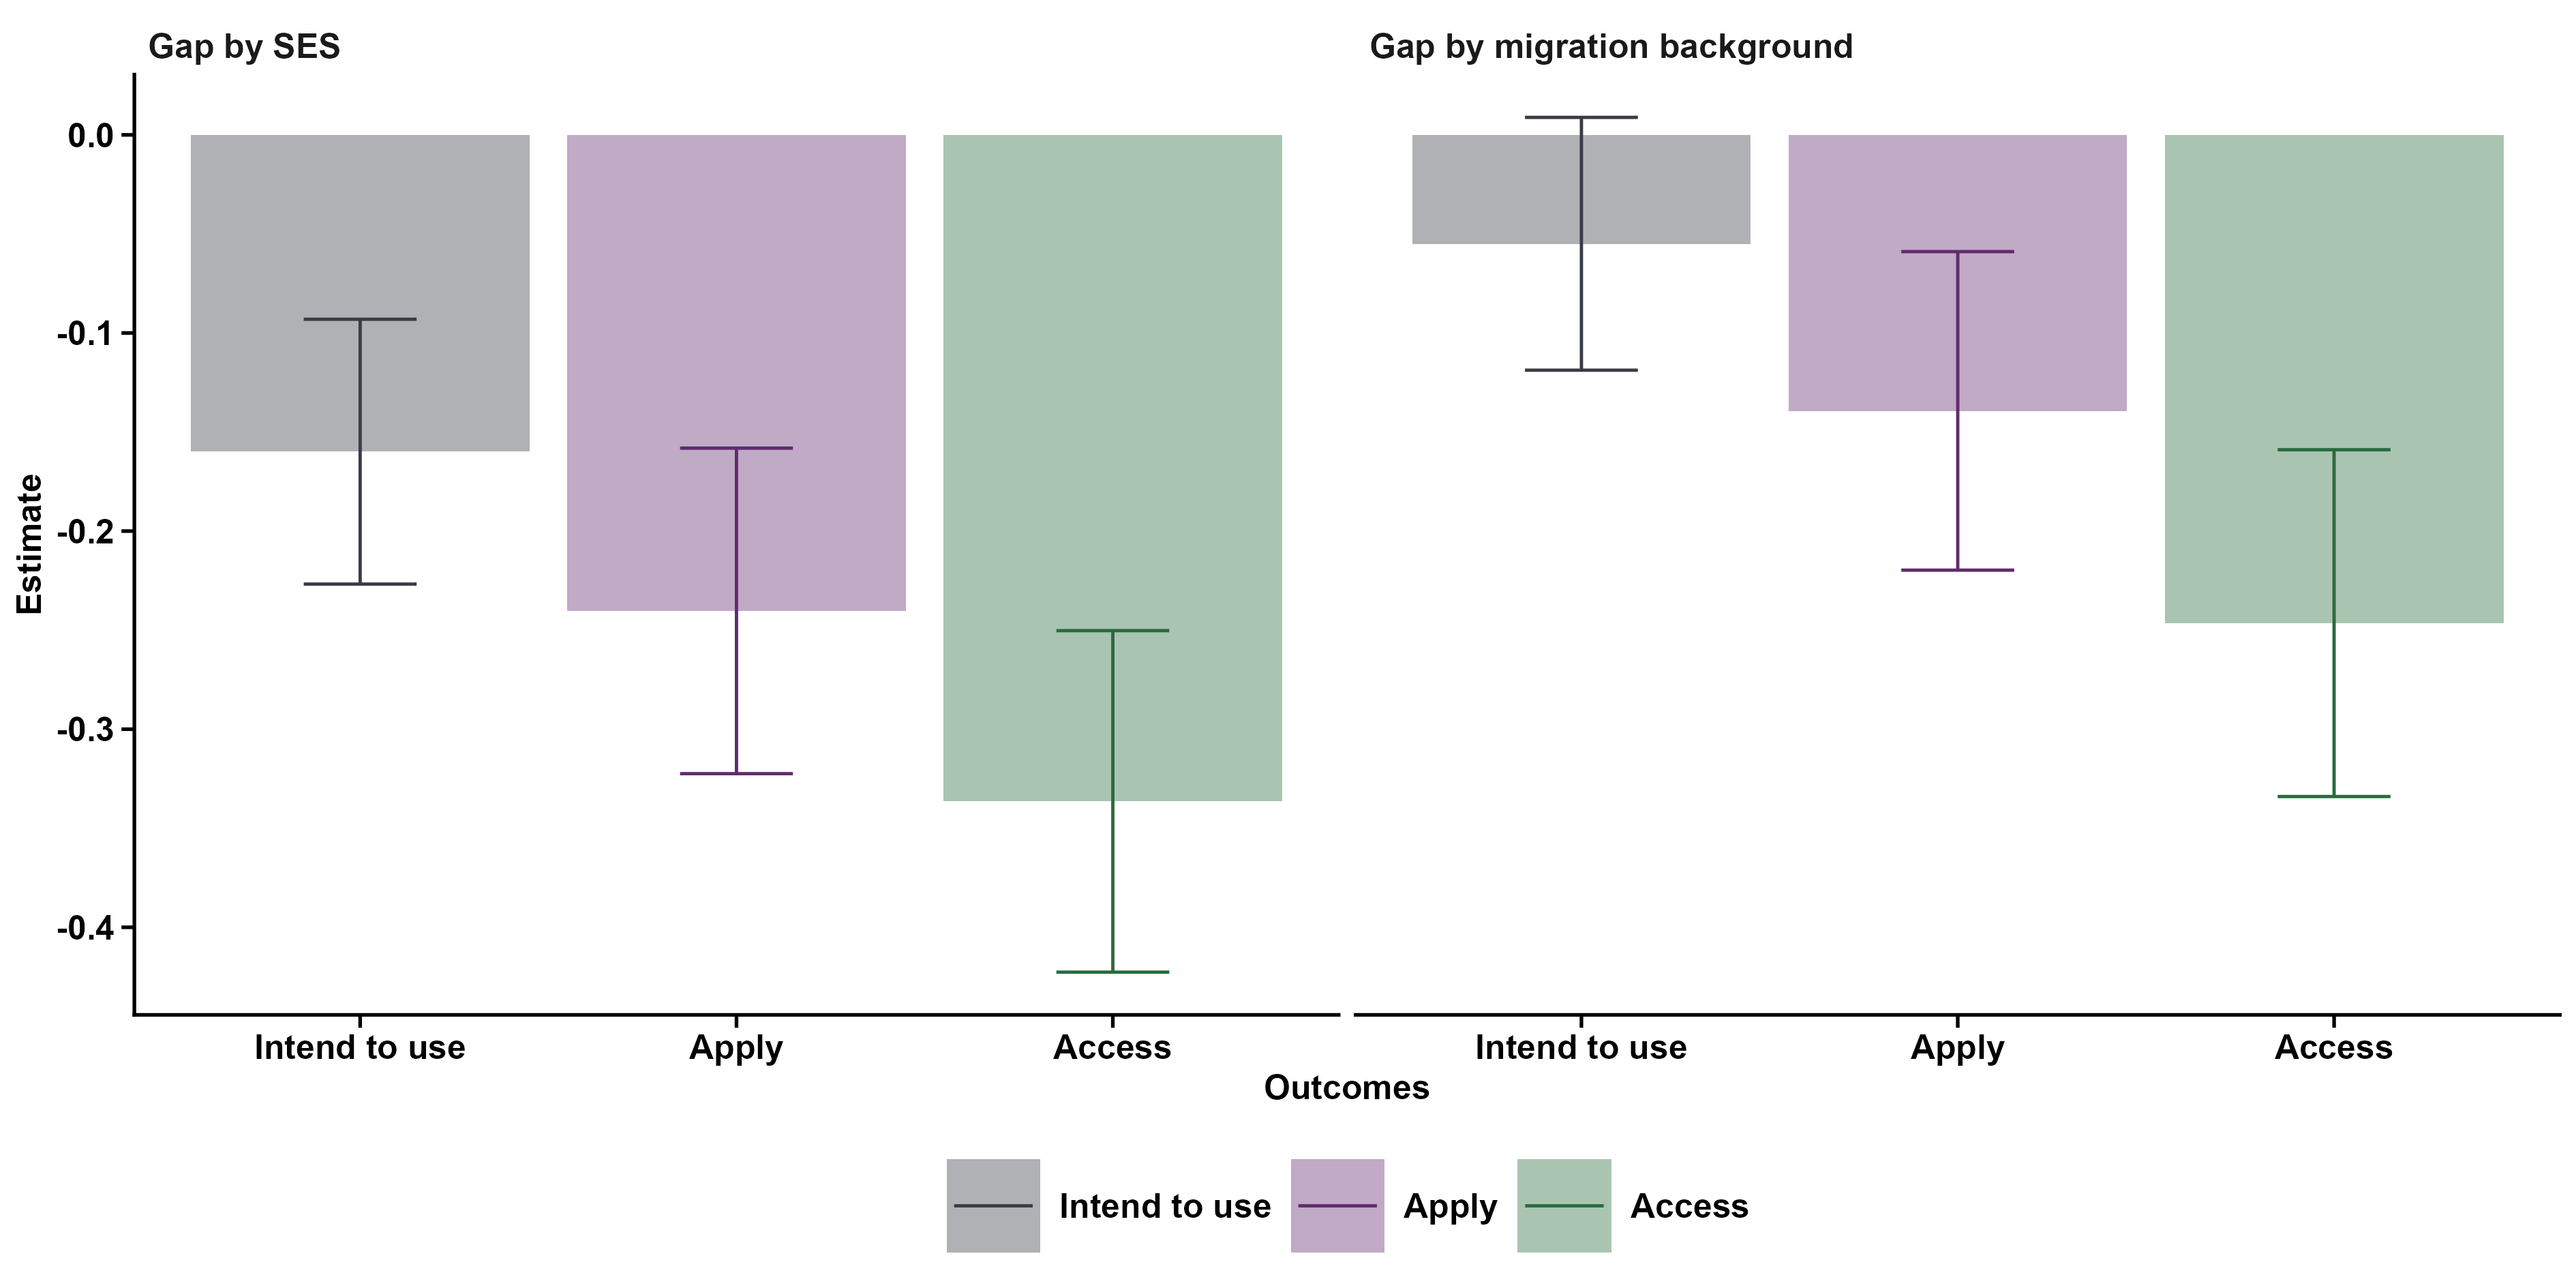 Gap by SES
Gap by migration background
0.0
-0.1
-0.2
-0.3
-0.4
Estimate
Intend to use
Apply
Access
Intend to use
Apply
Access
Outcomes
Intend to use
Apply
Access